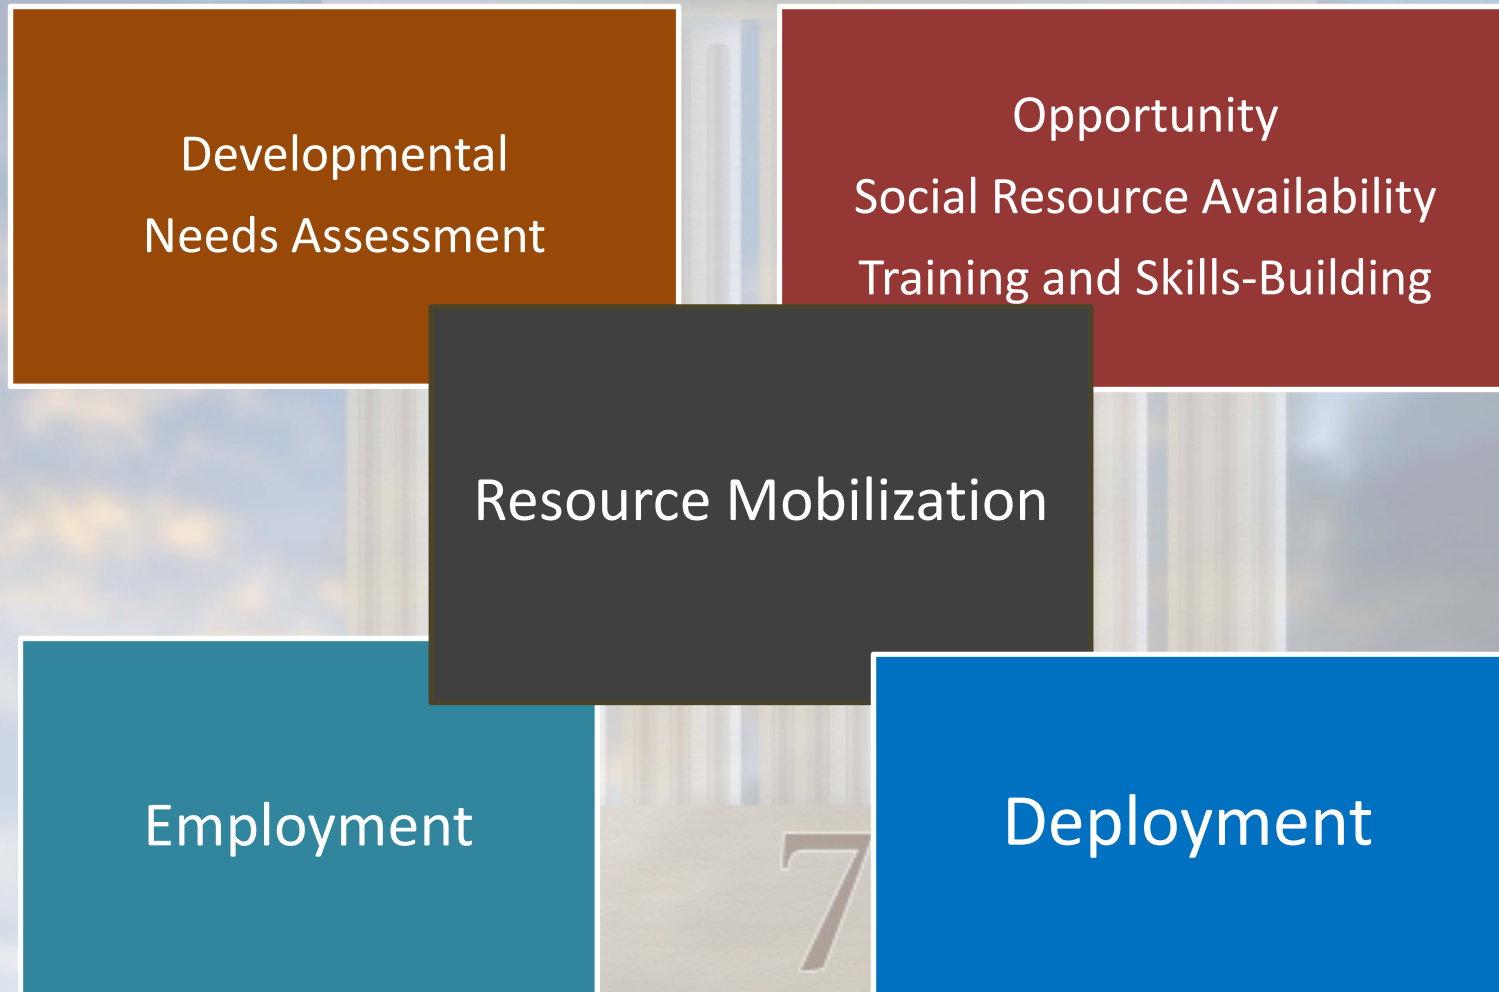 Developmental
Needs Assessment
Opportunity
Social Resource Availability
Training and Skills-Building
Resource Mobilization
Employment
Deployment
7